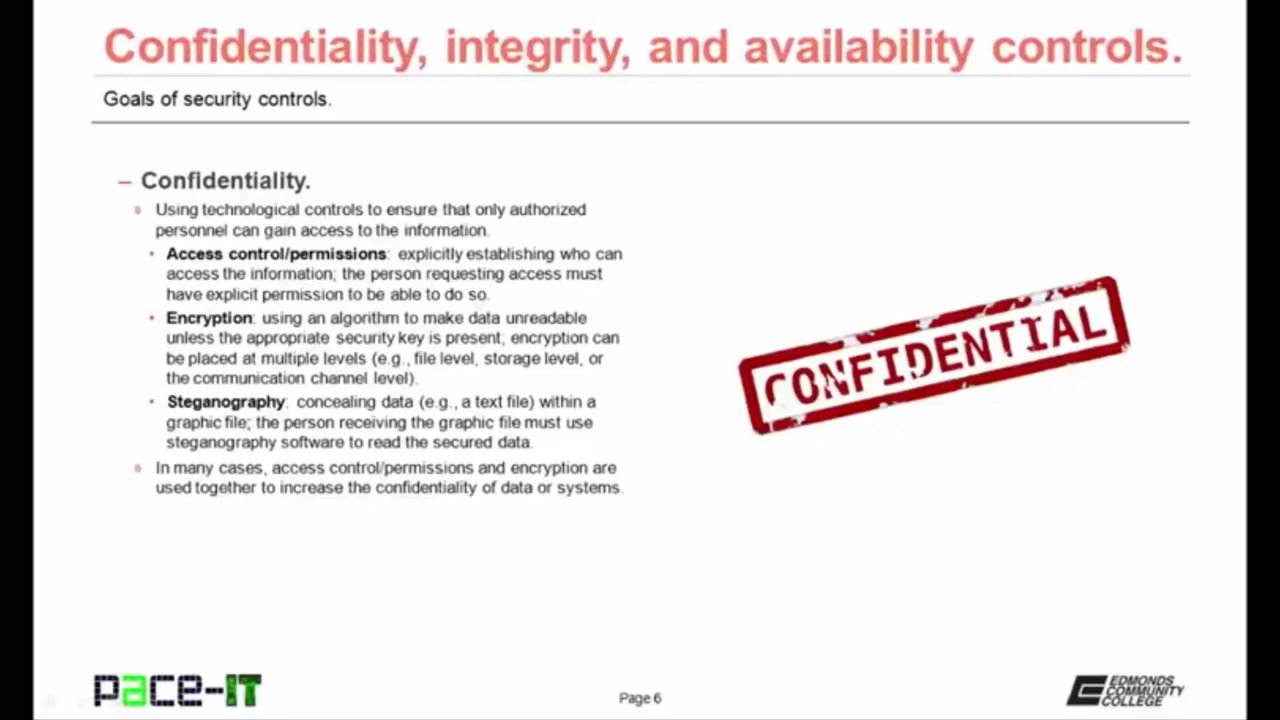 Confidentiality, integrity, and availability controls.
Goals of security controls.
– Confidentiality.
» Using technological controls to ensure that only authorized
personnel can gain access to the information.
• Access control/permissions: explicitly establishing who can
access the information; the person requesting access must
have explicit permission to be able to do so.
• Encryption: using an algorithm to make data unreadable
unless the appropriate security key is present; encryption can
be placed at multiple levels (e.g., file level, storage level, or
the communication channel level).
• Steganography: concealing data (e.g., a text file) within a
graphic file; the person receiving the graphic file must use
steganography software to read the secured data.
» In many cases, access control/permissions and encryption are
used together to increase the confidentiality of data or systems.
CONFIDENTIAL
pace-IT
Page 6
EDMONDS
COMMUNITY
COLLEGE